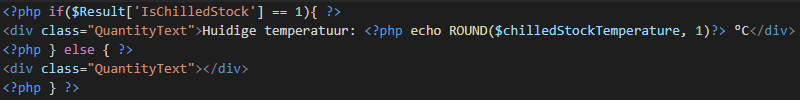 <?php if($Result['IsChilledStock'] == 1){ ?>
<div class="QuantityText">Huidige temperatuur: <?php echo ROUND($chilledStockTemperature, 1)?> ºC</div>
<?php } else { ?>
<div class="QuantityText"></div>
<?php } ?>